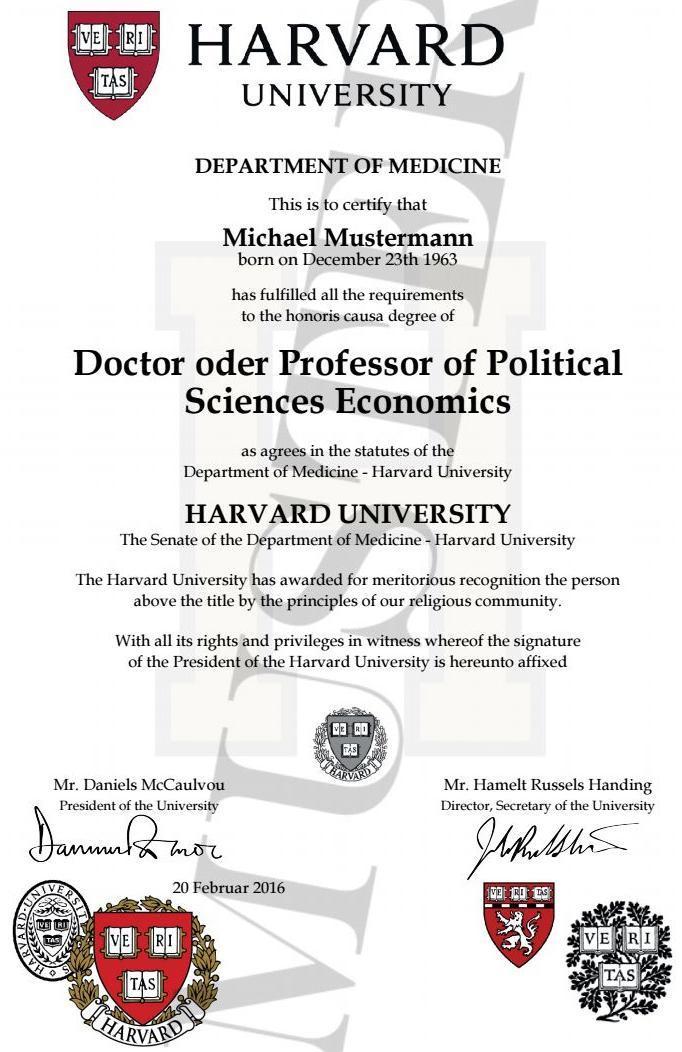 VE RI
TAS
HARVARD
UNIVERSITY
DEPARTMENT OF MEDICINE
This is to certify that
Michael Mustermann
born on December 23th 1963
has fulfilled all the requirements
to the honoris causa degree of
Doctor oder Professor of Political
Sciences Economics
as agrees in the statutes of the
Department of Medicine - Harvard University
HARVARD UNIVERSITY
The Senate of the Department of Medicine - Harvard University
The Harvard University has awarded for meritorious recognition the person
above the title by the principles of our religious community.
With all its rights and privileges in witness whereof the signature
of the President of the Harvard University is hereunto affixed
VE RI
TAS
HARVARD
Mr. Daniels McCaulvou
President of the University
Mr. Hamelt Russels Handing
Director, Secretary of the University
20 Februar 2016
HARVARD·UNIVERSITY
VE RI
TAS
VE RI
TAS
HARVARD
VE RI TAS
VE RI
TAS
MUSTER